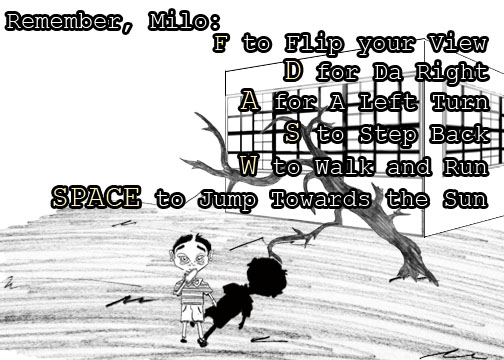 Remember, Milo:
F to Flip your View
D for Da Right
A for A Left Turn
S to Step Back
W to Walk and Run
SPACE to Jump Towards the Sun